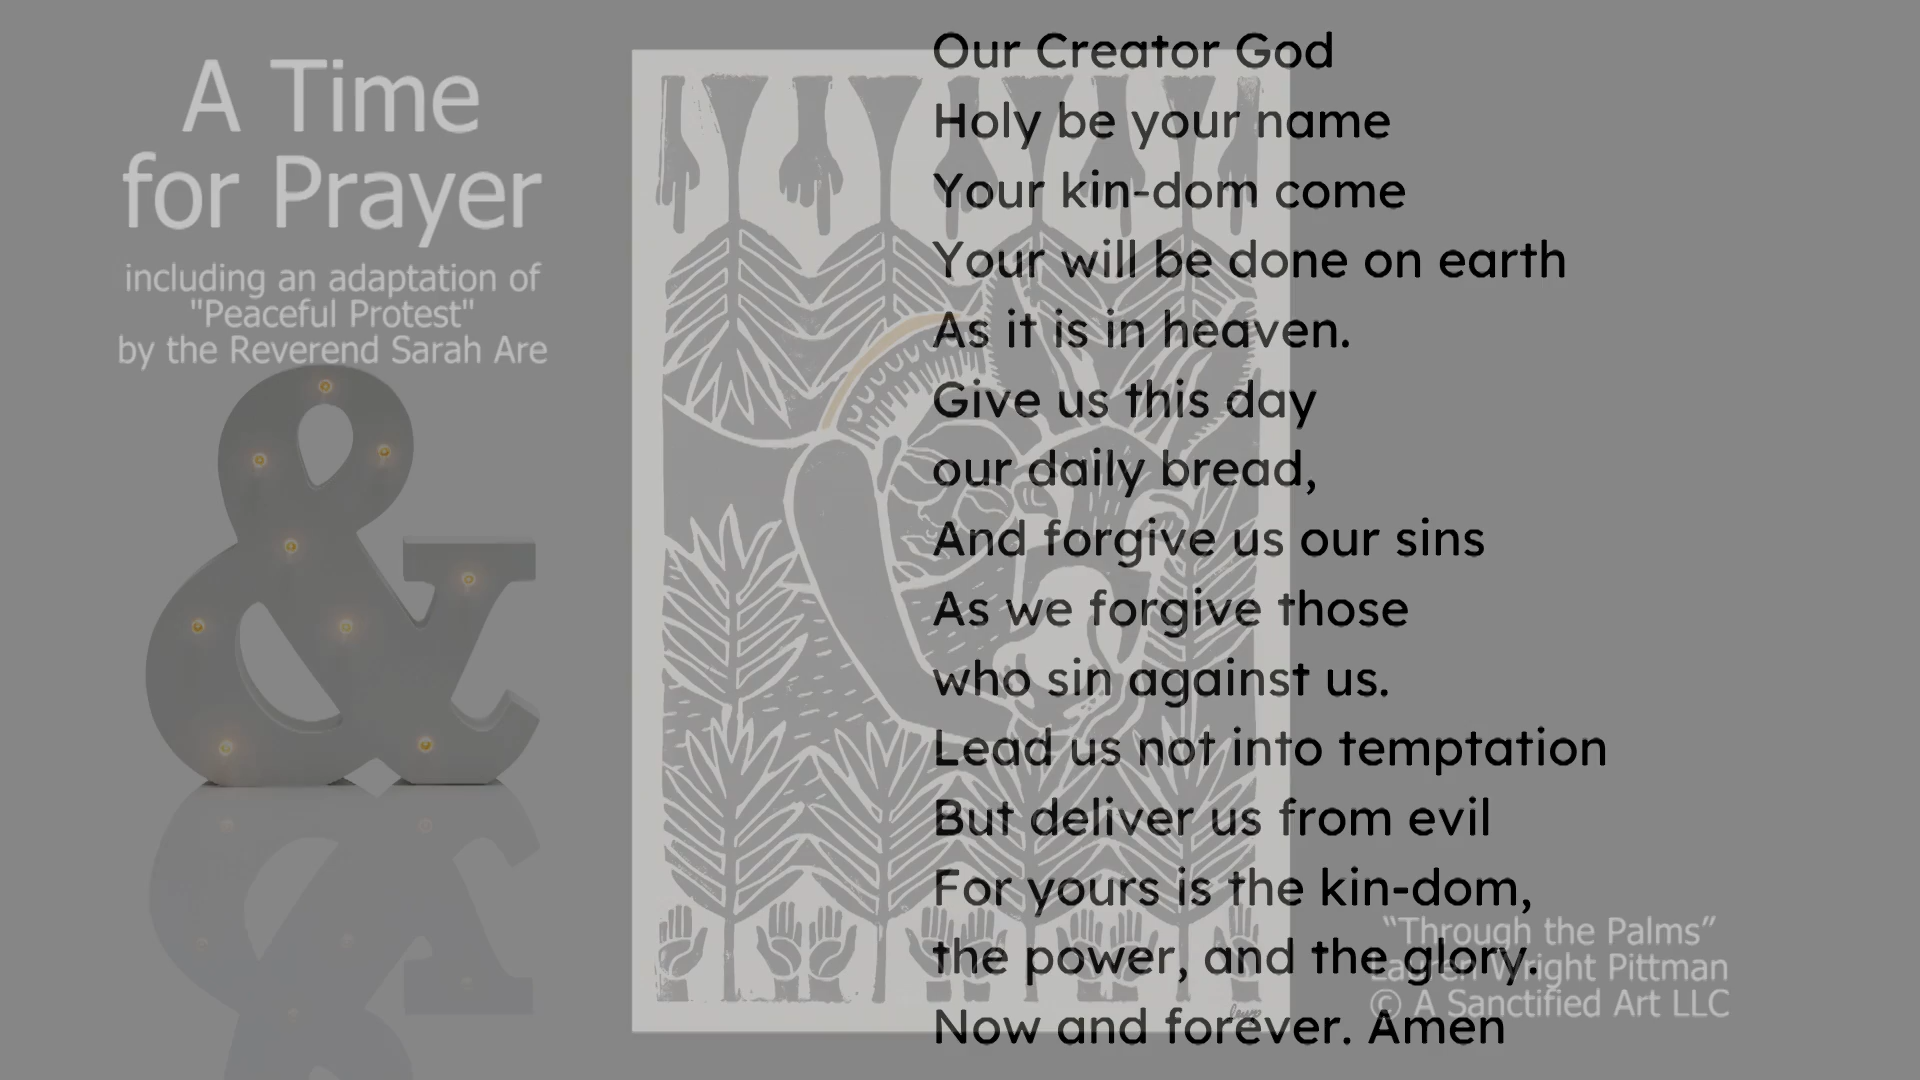 A Time
for Prayer
including an adaptation of
"Peaceful Protest"
by the Reverend Sarah Are
&
Our Creator God
Holy be your name
Your kin-dom come
Your will be done on earth
As it is in heaven.
Give us this day
our daily bread,
And forgive us our sins
As we forgive those
who sin against us.
Lead us not into temptation
But deliver us from evil
For yours is the kin-dom,
the power, and the glory.
Now and forever. Amen
“Through the Palms”
Lauren Wright Pittman
© A Sanctified Art LLC